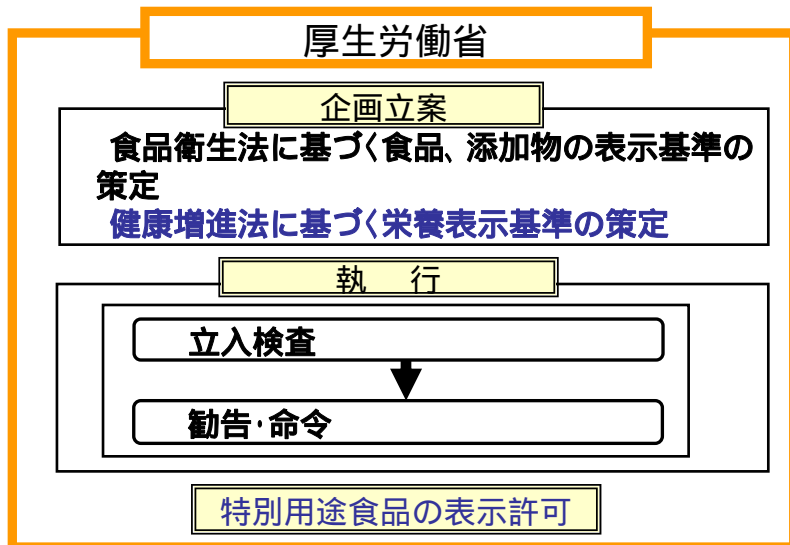 厚生労働省
企画立案
食品衛生法に基づく食品、添加物の表示基準の
策定
健康増進法に基づく栄養表示基準の策定
執　行
立入検査
勧告･命令
特別用途食品の表示許可